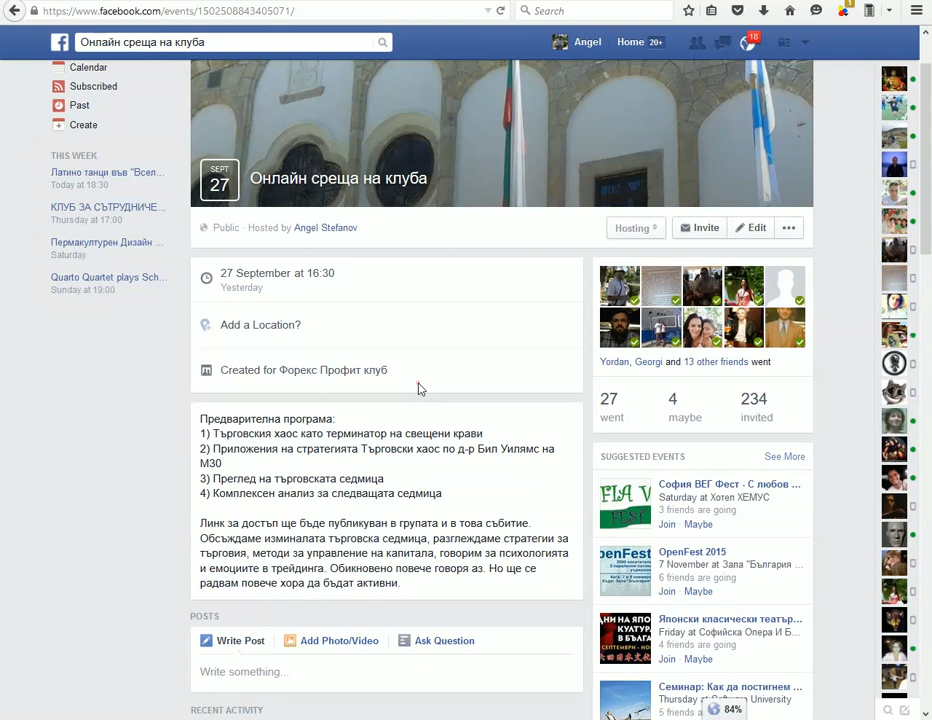 https://www.facebook.com/events/1502508843405071/
Search
1
Онлайн среща на клуба
Angel
Home 20+
18
Calendar
Subscribed
Past
Create
THIS WEEK
Латино танци във "Всел...
Today at 18:30
КЛУБ ЗА СЪТРУДНИЧЕ...
Thursday at 17:00
Пермакултурен Дизайн ...
Saturday
Quarto Quartet plays Sch...
Sunday at 19:00
SEPT
27
Онлайн среща на клуба
Public · Hosted by Angel Stefanov
Hosting
Invite
Edit
27 September at 16:30
Yesterday
Add a Location?
Created for Форекс Профит клуб
Предварителна програма:
1) Търговския хаос като терминатор на свещени крави
2) Приложения на стратегията Търговски хаос по д-р Бил Уилямс на
М30
3) Преглед на търговската седмица
4) Комплексен анализ за следващата седмица
Линк за достъп ще бъде публикуван в групата и в това събитие.
Обсъждаме изминалата търговска седмица, разглеждаме стратегии за
търговия, методи за управление на капитала, говорим за психологията
и емоциите в трейдинга. Обикновено повече говоря аз. Но ще се
радвам повече хора да бъдат активни.
POSTS
Write Post
Add Photo/Video
Ask Question
Write something...
RECENT ACTIVITY
Yordan, Georgi and 13 other friends went
27
went
4
maybe
234
invited
SUGGESTED EVENTS
See More
София ВЕГ Фест - С любов ...
Saturday at Хотел ХЕМУС
3 friends are going
Join · Maybe
OpenFest 2015
7 November at Зала "България ...
6 friends are going
Join · Maybe
Японски класически театър...
Friday at Софийска Опера И Б...
4 friends are going
Join · Maybe
Семинар: Как да постигнем ...
Thursday at Software University
5 friends are going
84%